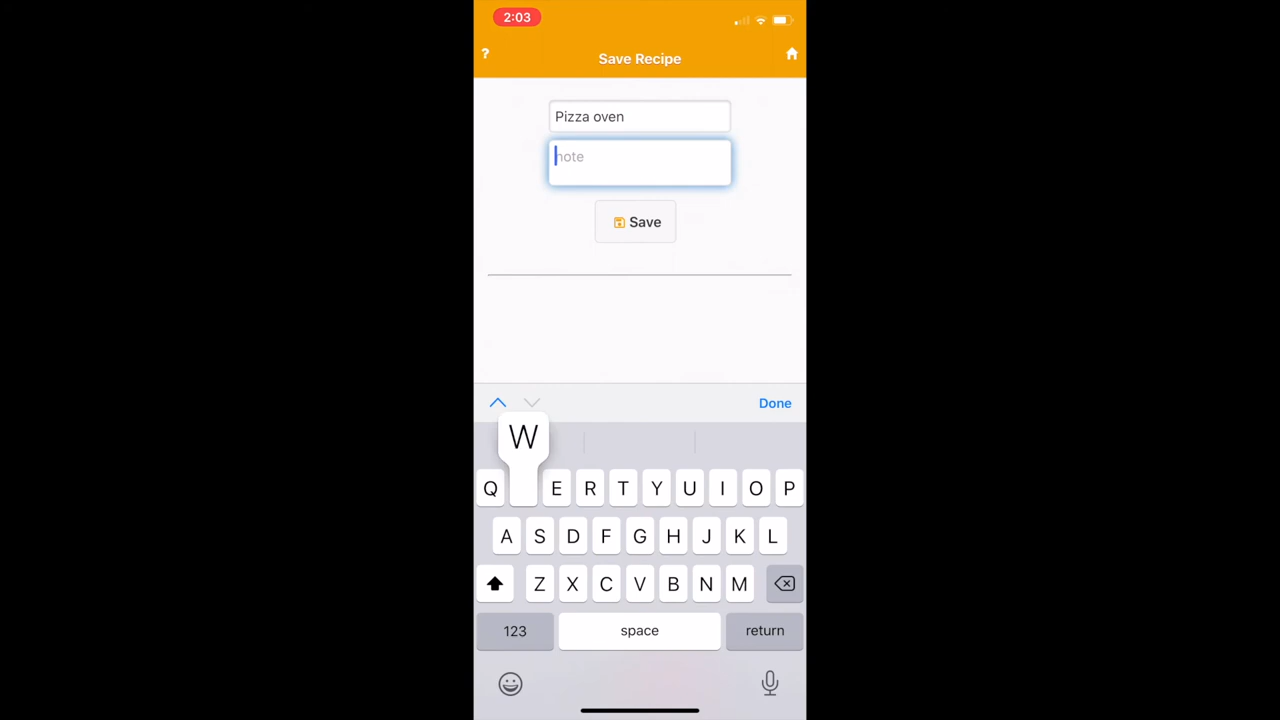 2:03
?
Save Recipe
Pizza oven
note
Save
Done
W
Q E R T Y U I O P
A S D F G H J K L
Z X C V B N M
123 space return